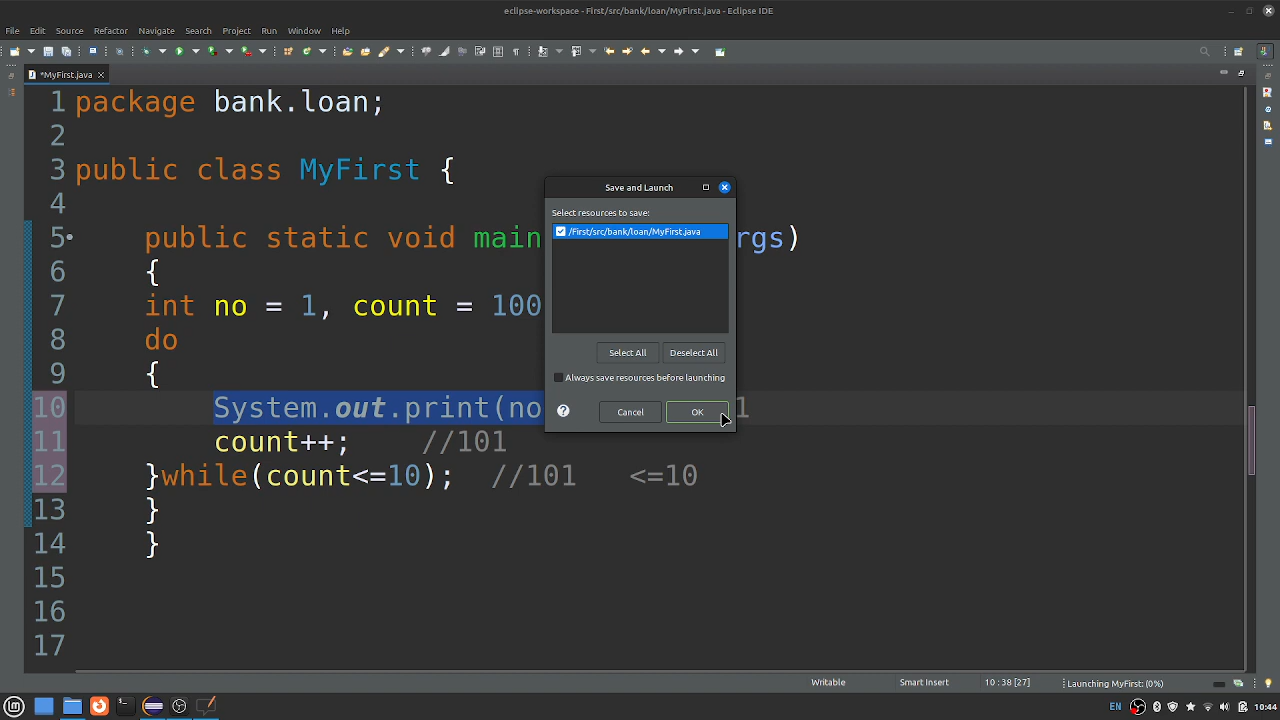 eclipse-workspace - First/src/bank/loan/MyFirst.java - Eclipse IDE
File Edit Source Refactor Navigate Search Project Run Window Help
*MyFirst.java
1 package bank.loan;
2
3 public class MyFirst {
4
5 public static void main rgs)
6 {
7 int no = 1, count = 100
8 do
9 {
10 System.out.print(no 1
11 count++; //101
12 }while(count<=10); //101 <=10
13 }
14 }
15
16
17
Save and Launch
Select resources to save:
/First/src/bank/loan/MyFirst.java
Select All Deselect All
Always save resources before launching
Cancel OK
Writable Smart Insert 10 : 38 [27] Launching MyFirst: (0%)
EN 10:44